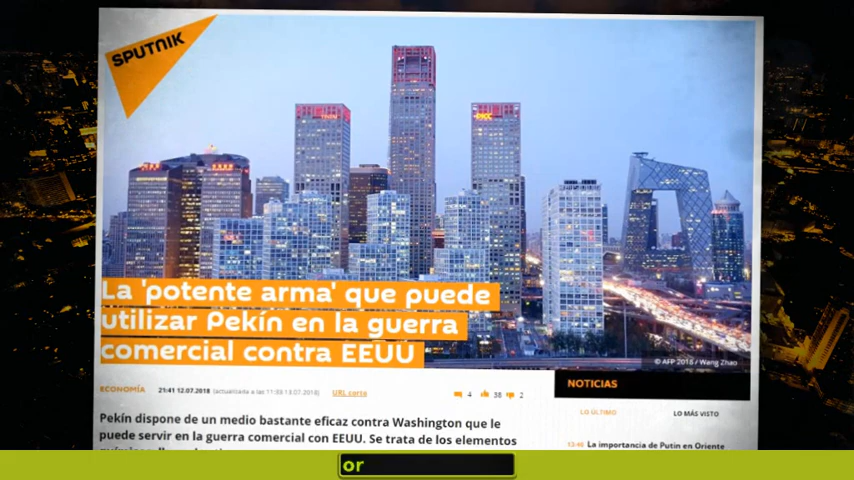 SPUTNIK
La 'potente arma' que puede
utilizar Pekín en la guerra
comercial contra EEUU
© AFP 2018 / Wang Zhao
ECONOMÍA 21:41 12.07.2018 (actualizada a las 11:33 13.07.2018) URL corto 4 38 2
NOTICIAS
LO ÚLTIMO LO MÁS VISTO
Pekín dispone de un medio bastante eficaz contra Washington que le
puede servir en la guerra comercial con EEUU. Se trata de los elementos
13:46 La importancia de Putin en Oriente
or